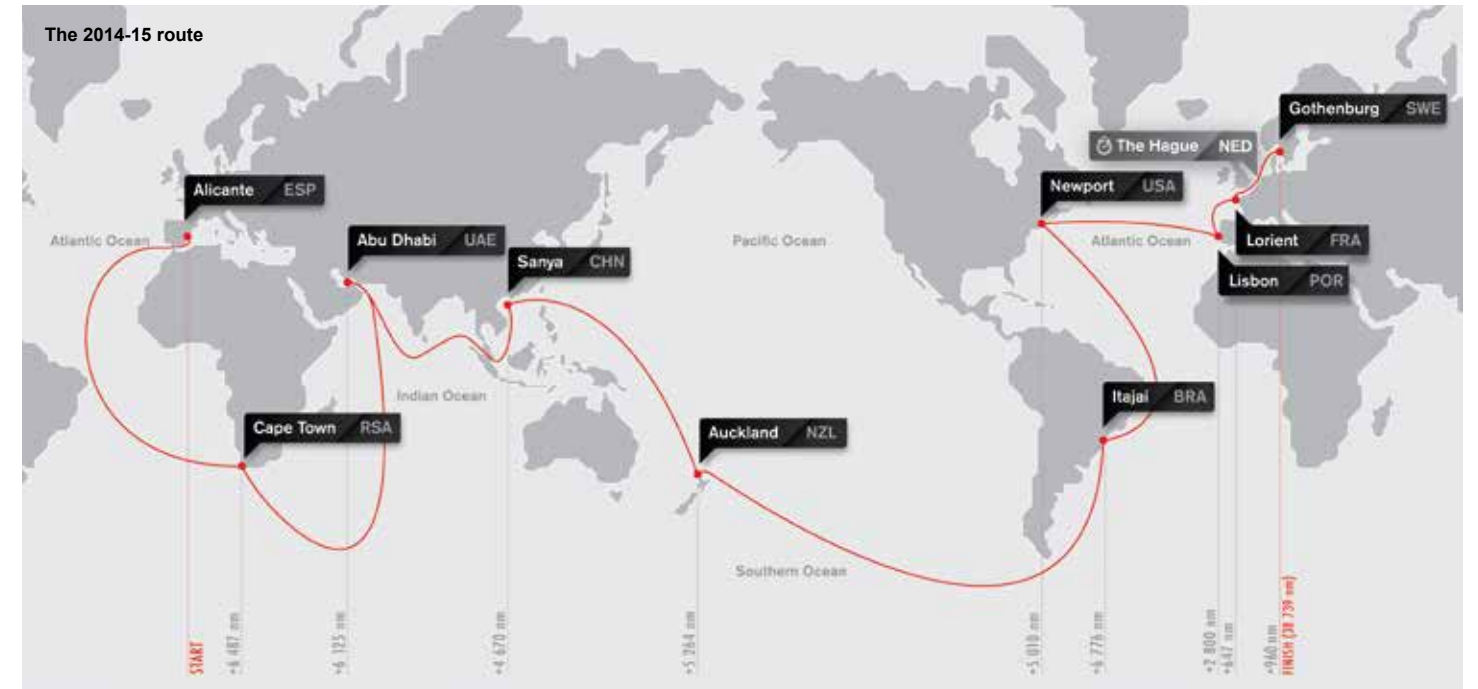 The 2014-15 route
Gothenburg SWE
The Hague NED
Alicante ESP
Newport USA
Atlantic Ocean
Abu Dhabi UAE
Pacific Ocean
Atlantic Ocean
Lorient FRA
Sanya CHN
Lisbon POR
Indian Ocean
Itajai BRA
Cape Town RSA
Auckland NZL
Southern Ocean
START
+6 487 nm
+6 125 nm
+4 670 nm
+5 264 nm
+5 010 nm
+6 776 nm
+2 800 nm
+647 nm
+960 nm
FINISH (38 739 nm)